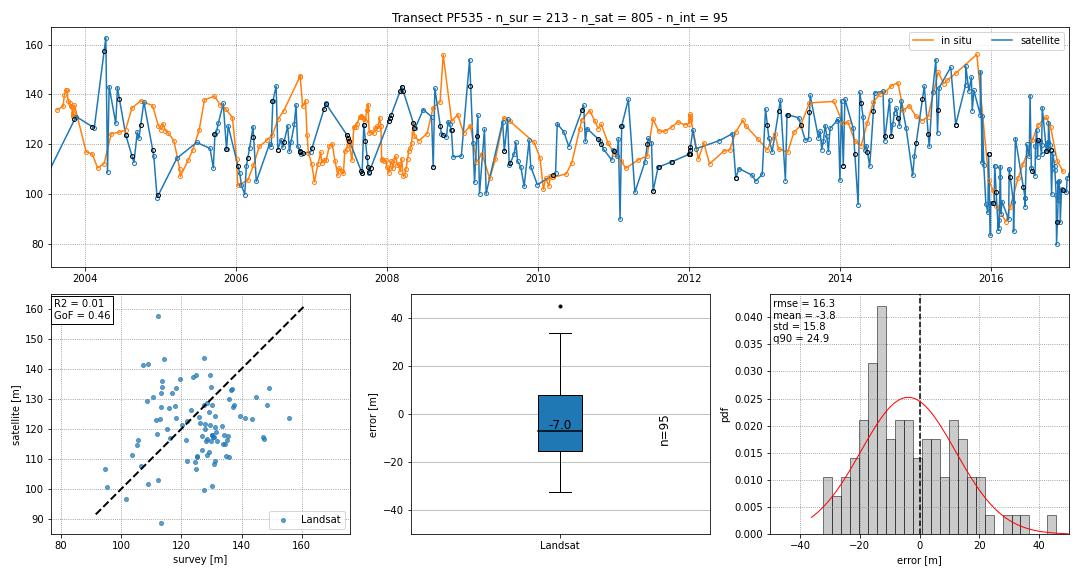 Transect PF535 - n_sur = 213 - n_sat = 805 - n_int = 95
in situ
satellite
160
140
120
100
80
2004
2006
2008
2010
2012
2014
2016
R2 = 0.01
GoF = 0.46
satellite [m]
160
150
140
130
120
110
100
90
80
100
120
140
160
Landsat
survey [m]
error [m]
40
20
0
−20
−40
-7.0
n=95
Landsat
rmse = 16.3
mean = -3.8
std = 15.8
q90 = 24.9
pdf
0.040
0.035
0.030
0.025
0.020
0.015
0.010
0.005
0.000
−40
−20
0
20
40
error [m]